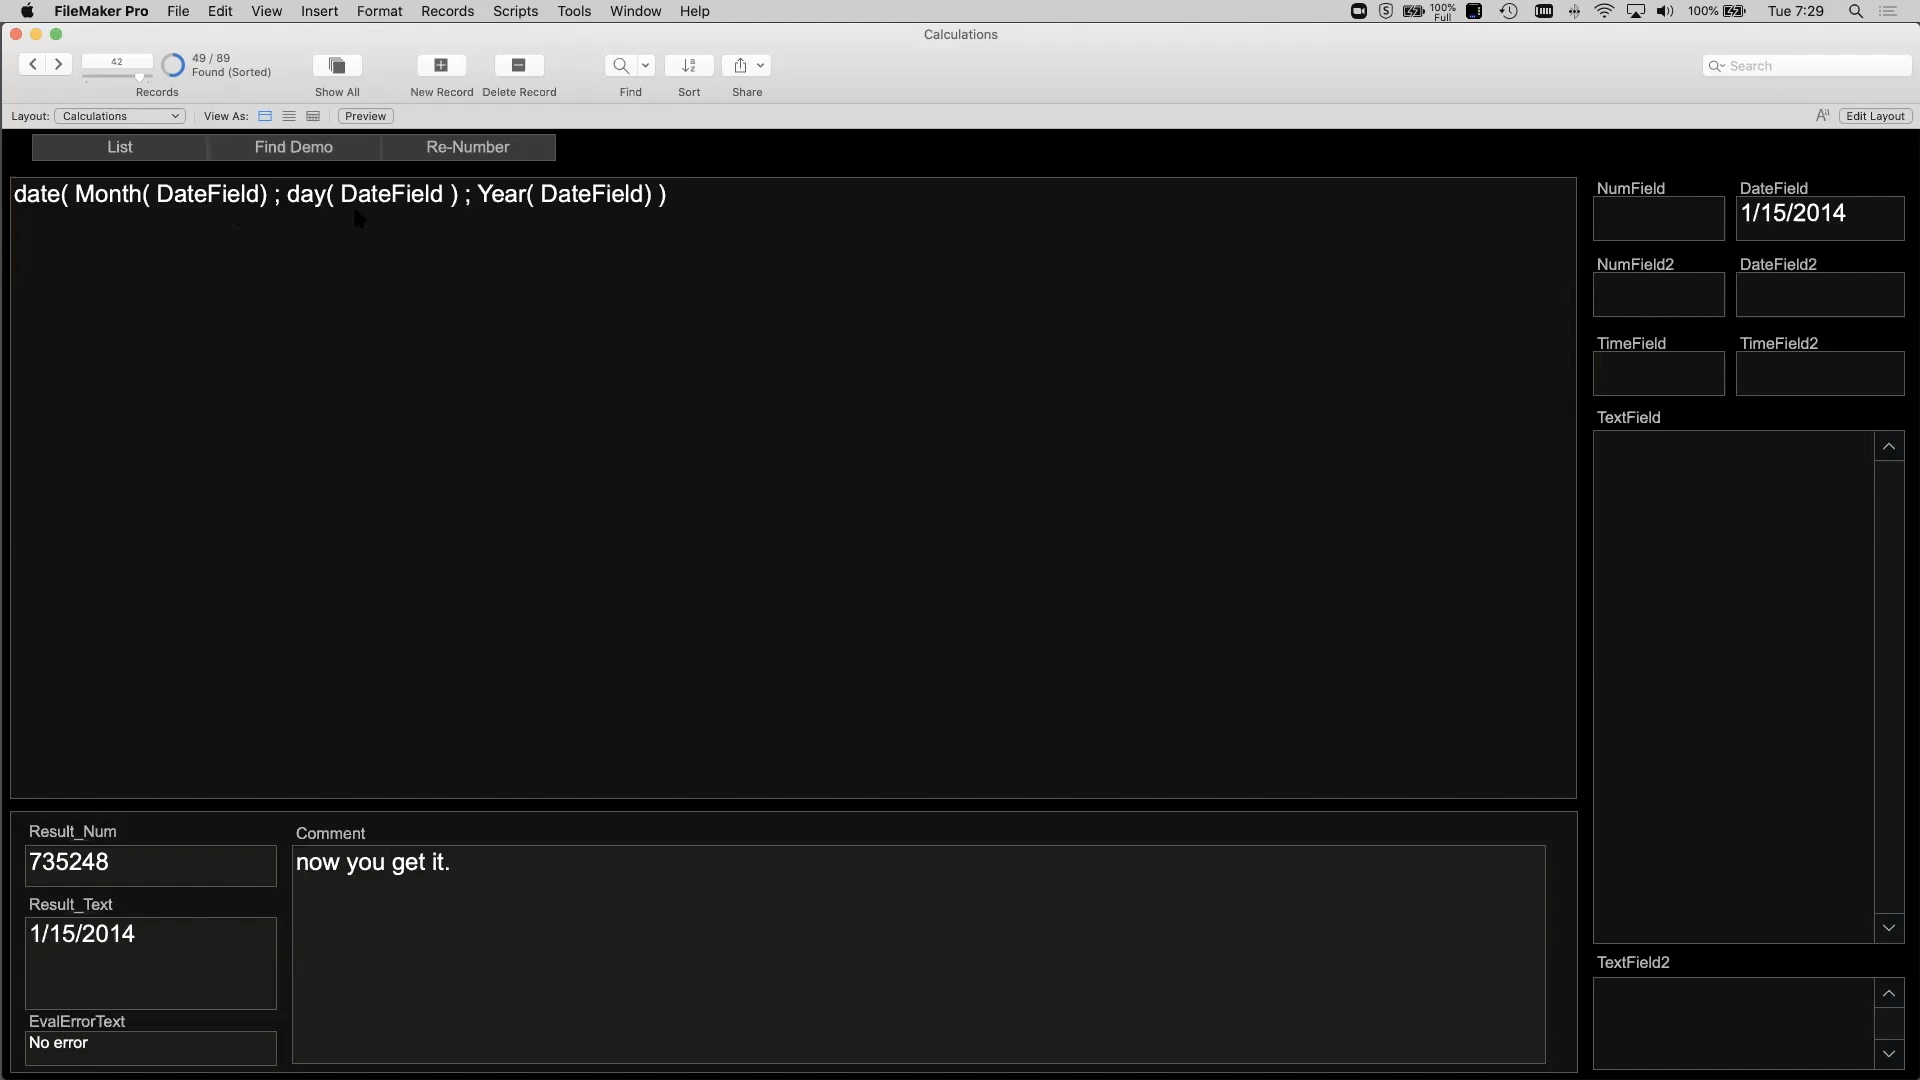 FileMaker Pro File Edit View Insert Format Records Scripts Tools Window Help 100% Full 100% Tue 7:29
Calculations
42 49 / 89 Found (Sorted) Search
Records Show All New Record Delete Record Find Sort Share
Layout: Calculations View As: Preview Aª Edit Layout
List Find Demo Re-Number
date( Month( DateField) ; day( DateField ) ; Year( DateField) )
NumField DateField
1/15/2014
NumField2 DateField2
TimeField TimeField2
TextField
Result_Num
735248
Result_Text
1/15/2014
EvalErrorText
No error
Comment
now you get it.
TextField2